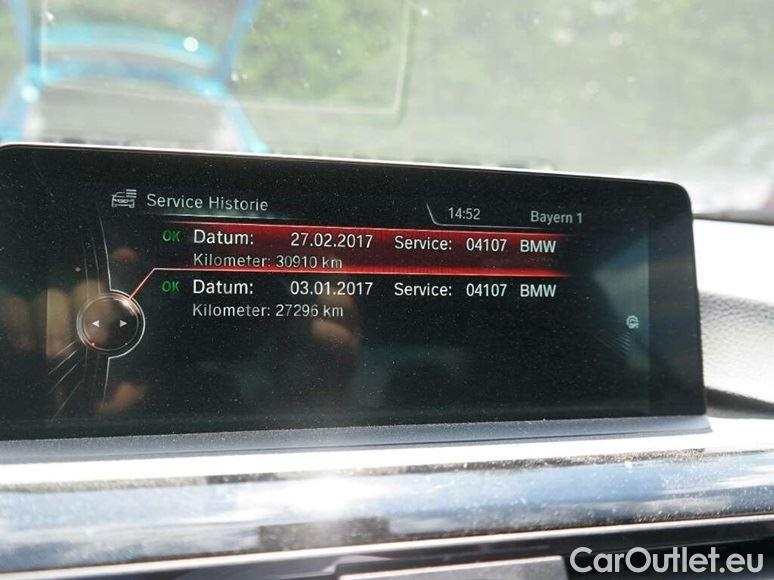 Service Historie 14:52 Bayern 1
OK Datum: 27.02.2017 Service: 04107 BMW
Kilometer: 30910 km
OK Datum: 03.01.2017 Service: 04107 BMW
Kilometer: 27296 km
CarOutlet.eu